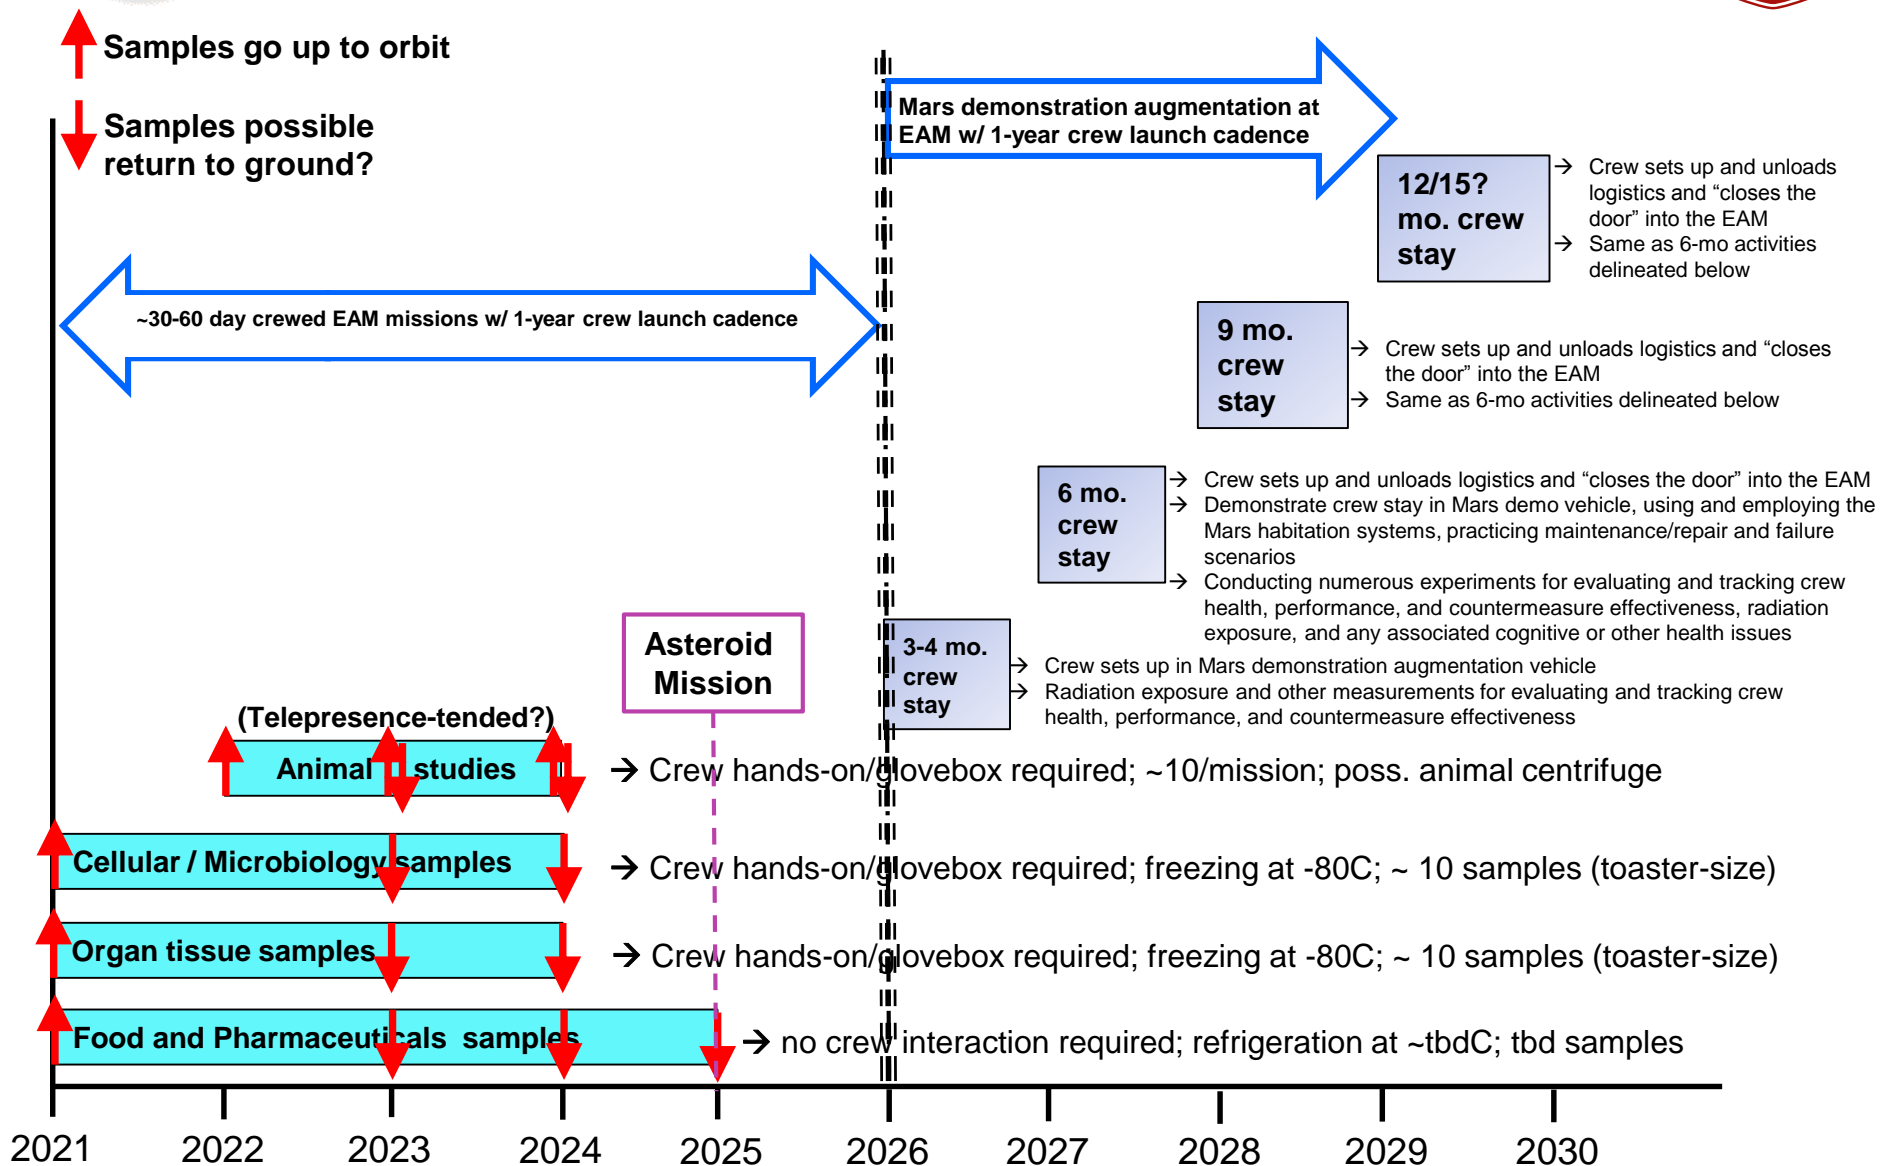 Samples go up to orbit
Samples possible
return to ground?
Mars demonstration augmentation at
EAM w/ 1-year crew launch cadence
12/15?
mo. crew
stay
→ Crew sets up and unloads
logistics and “closes the
door” into the EAM
→ Same as 6-mo activities
delineated below
~30-60 day crewed EAM missions w/ 1-year crew launch cadence
9 mo.
crew
stay
→ Crew sets up and unloads logistics and “closes
the door” into the EAM
→ Same as 6-mo activities delineated below
6 mo.
crew
stay
→ Crew sets up and unloads logistics and “closes the door” into the EAM
→ Demonstrate crew stay in Mars demo vehicle, using and employing the
Mars habitation systems, practicing maintenance/repair and failure
scenarios
→ Conducting numerous experiments for evaluating and tracking crew
health, performance, and countermeasure effectiveness, radiation
exposure, and any associated cognitive or other health issues
Asteroid
Mission
3-4 mo.
crew
stay
→ Crew sets up in Mars demonstration augmentation vehicle
→ Radiation exposure and other measurements for evaluating and tracking crew
health, performance, and countermeasure effectiveness
(Telepresence-tended?)
Animal studies
→ Crew hands-on/glovebox required; ~10/mission; poss. animal centrifuge
Cellular / Microbiology samples
→ Crew hands-on/glovebox required; freezing at -80C; ~ 10 samples (toaster-size)
Organ tissue samples
→ Crew hands-on/glovebox required; freezing at -80C; ~ 10 samples (toaster-size)
Food and Pharmaceuticals samples
→ no crew interaction required; refrigeration at ~tbdC; tbd samples
2021 2022 2023 2024 2025 2026 2027 2028 2029 2030